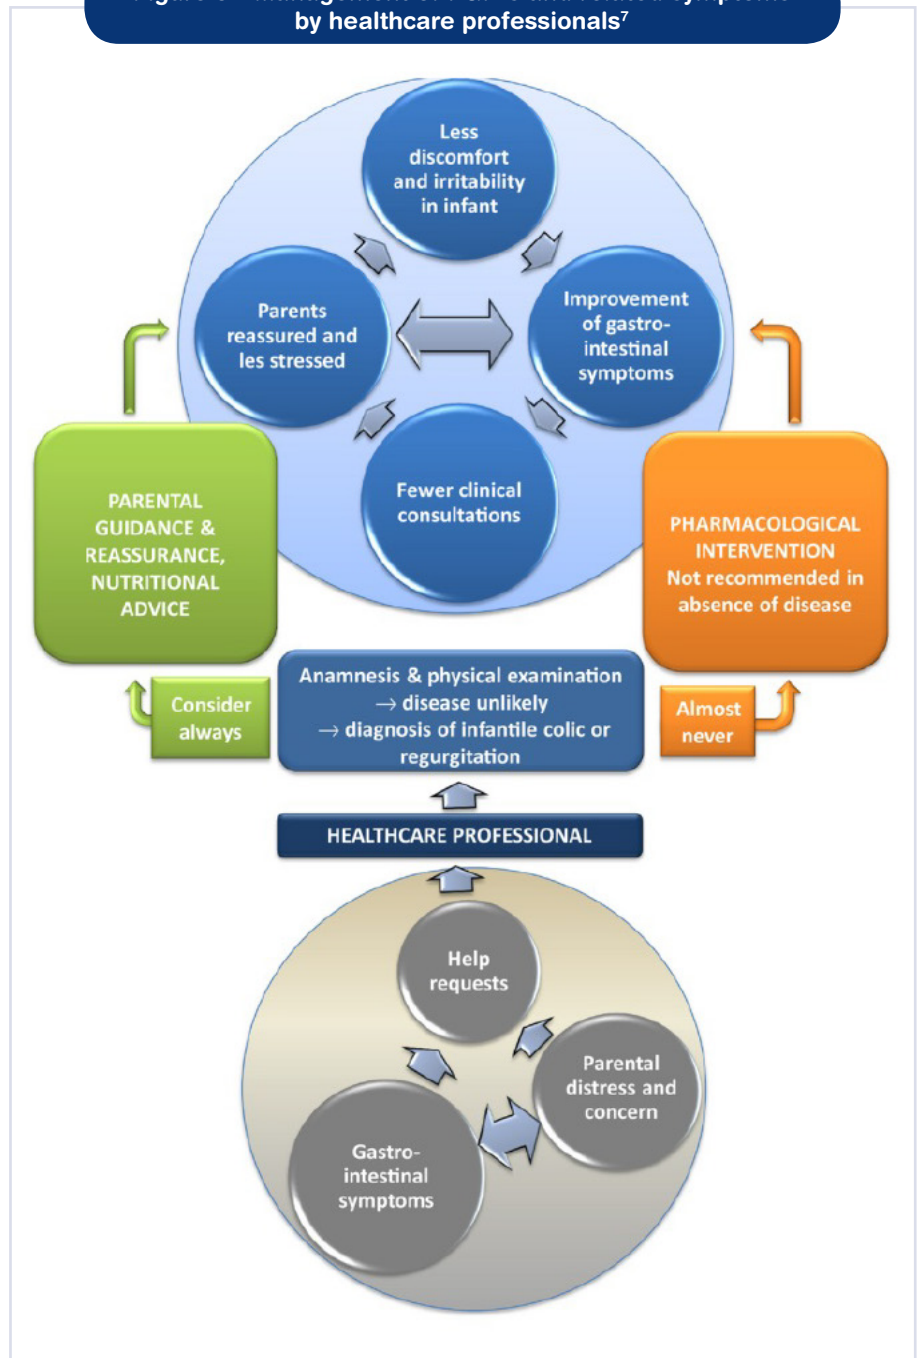 by healthcare professionals⁷
Less
discomfort
and irritability
in infant
Parents
reassured and
les stressed
Improvement
of gastro-
intestinal
symptoms
Fewer clinical
consultations
PARENTAL
GUIDANCE &
REASSURANCE,
NUTRITIONAL
ADVICE
PHARMACOLOGICAL
INTERVENTION
Not recommended in
absence of disease
Consider
always
Anamnesis & physical examination
→ disease unlikely
→ diagnosis of infantile colic or
regurgitation
Almost
never
HEALTHCARE PROFESSIONAL
Help
requests
Parental
distress and
concern
Gastro-
intestinal
symptoms